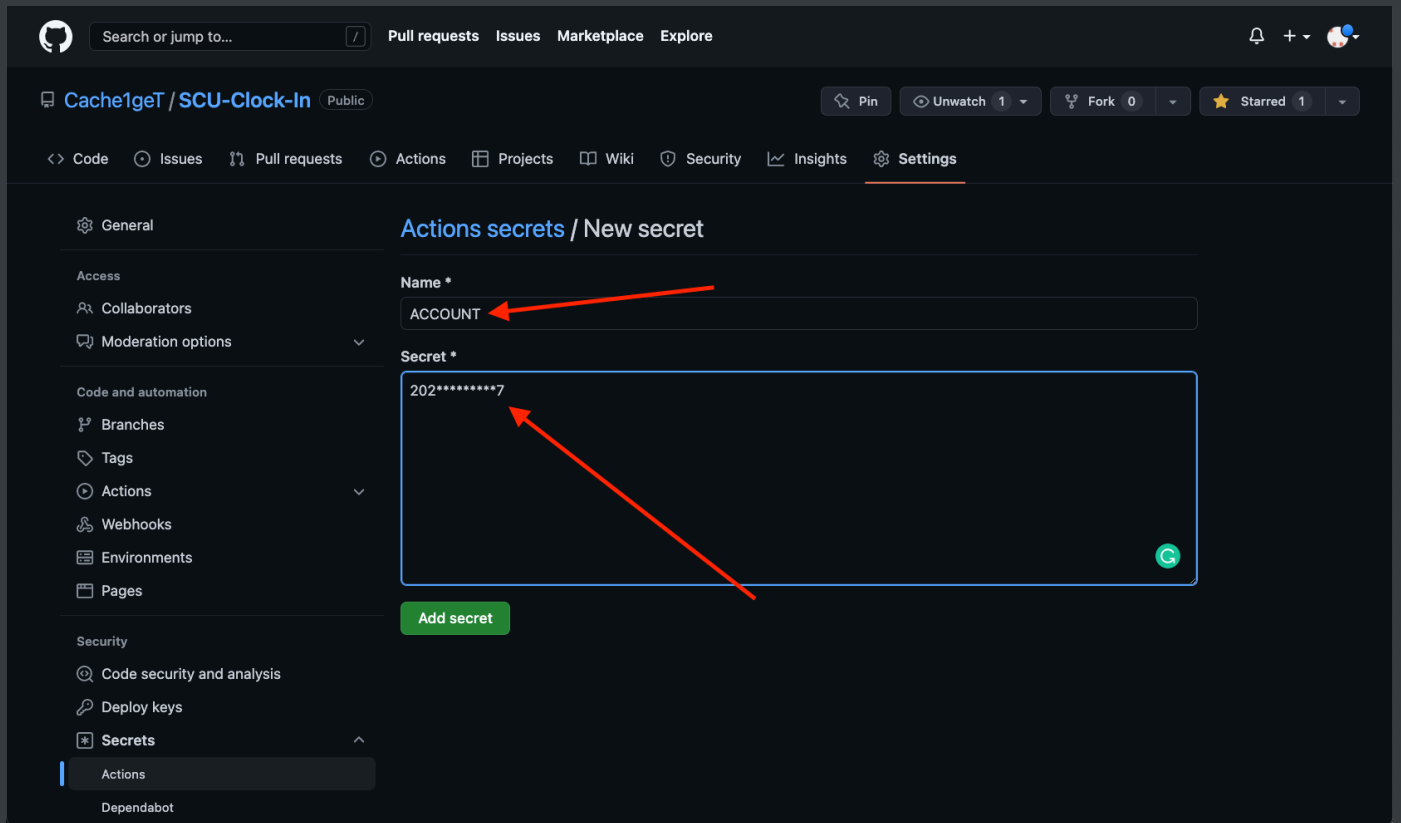 Search or jump to... /
Pull requests Issues Marketplace Explore
Cache1geT / SCU-Clock-In Public
Pin Unwatch 1 Fork 0 Starred 1
Code Issues Pull requests Actions Projects Wiki Security Insights Settings
General
Access
Collaborators
Moderation options
Code and automation
Branches
Tags
Actions
Webhooks
Environments
Pages
Security
Code security and analysis
Deploy keys
Secrets
Actions
Dependabot
Actions secrets / New secret
Name *
ACCOUNT
Secret *
202*********7
Add secret